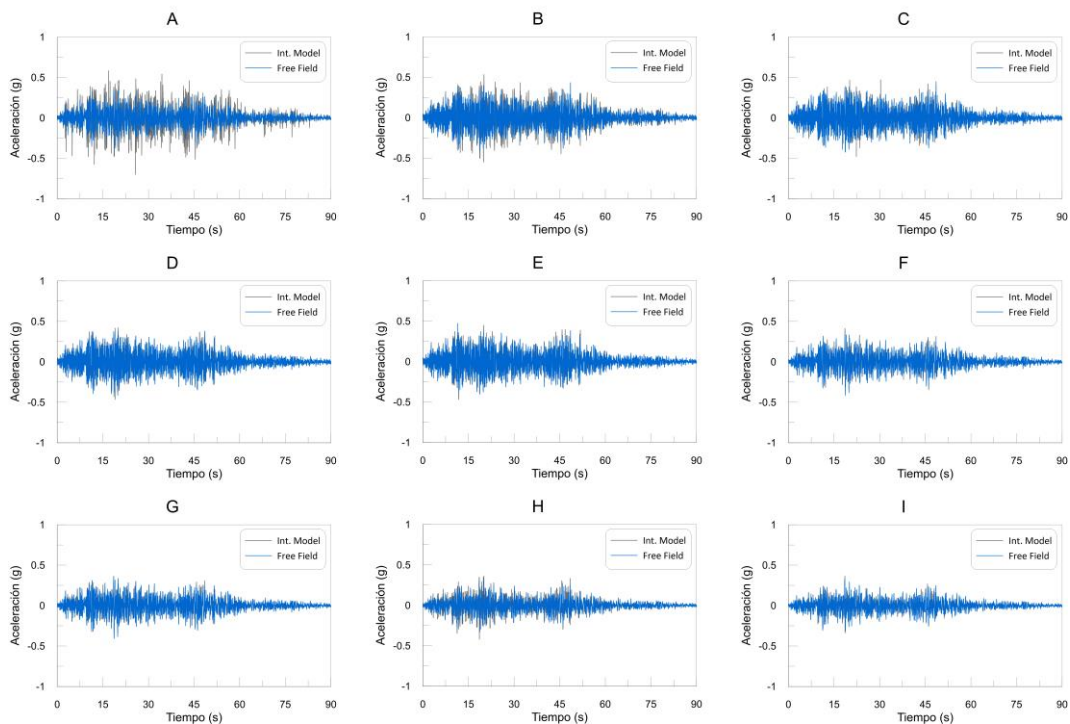 A
Aceleración (g)
1
0.5
0
-0.5
-1
Int. Model
Free Field
0 15 30 45 60 75 90
Tiempo (s)
B
Aceleración (g)
1
0.5
0
-0.5
-1
Int. Model
Free Field
0 15 30 45 60 75 90
Tiempo (s)
C
Aceleración (g)
1
0.5
0
-0.5
-1
Int. Model
Free Field
0 15 30 45 60 75 90
Tiempo (s)
D
Aceleración (g)
1
0.5
0
-0.5
-1
Int. Model
Free Field
0 15 30 45 60 75 90
Tiempo (s)
E
Aceleración (g)
1
0.5
0
-0.5
-1
Int. Model
Free Field
0 15 30 45 60 75 90
Tiempo (s)
F
Aceleración (g)
1
0.5
0
-0.5
-1
Int. Model
Free Field
0 15 30 45 60 75 90
Tiempo (s)
G
Aceleración (g)
1
0.5
0
-0.5
-1
Int. Model
Free Field
0 15 30 45 60 75 90
Tiempo (s)
H
Aceleración (g)
1
0.5
0
-0.5
-1
Int. Model
Free Field
0 15 30 45 60 75 90
Tiempo (s)
I
Aceleración (g)
1
0.5
0
-0.5
-1
Int. Model
Free Field
0 15 30 45 60 75 90
Tiempo (s)